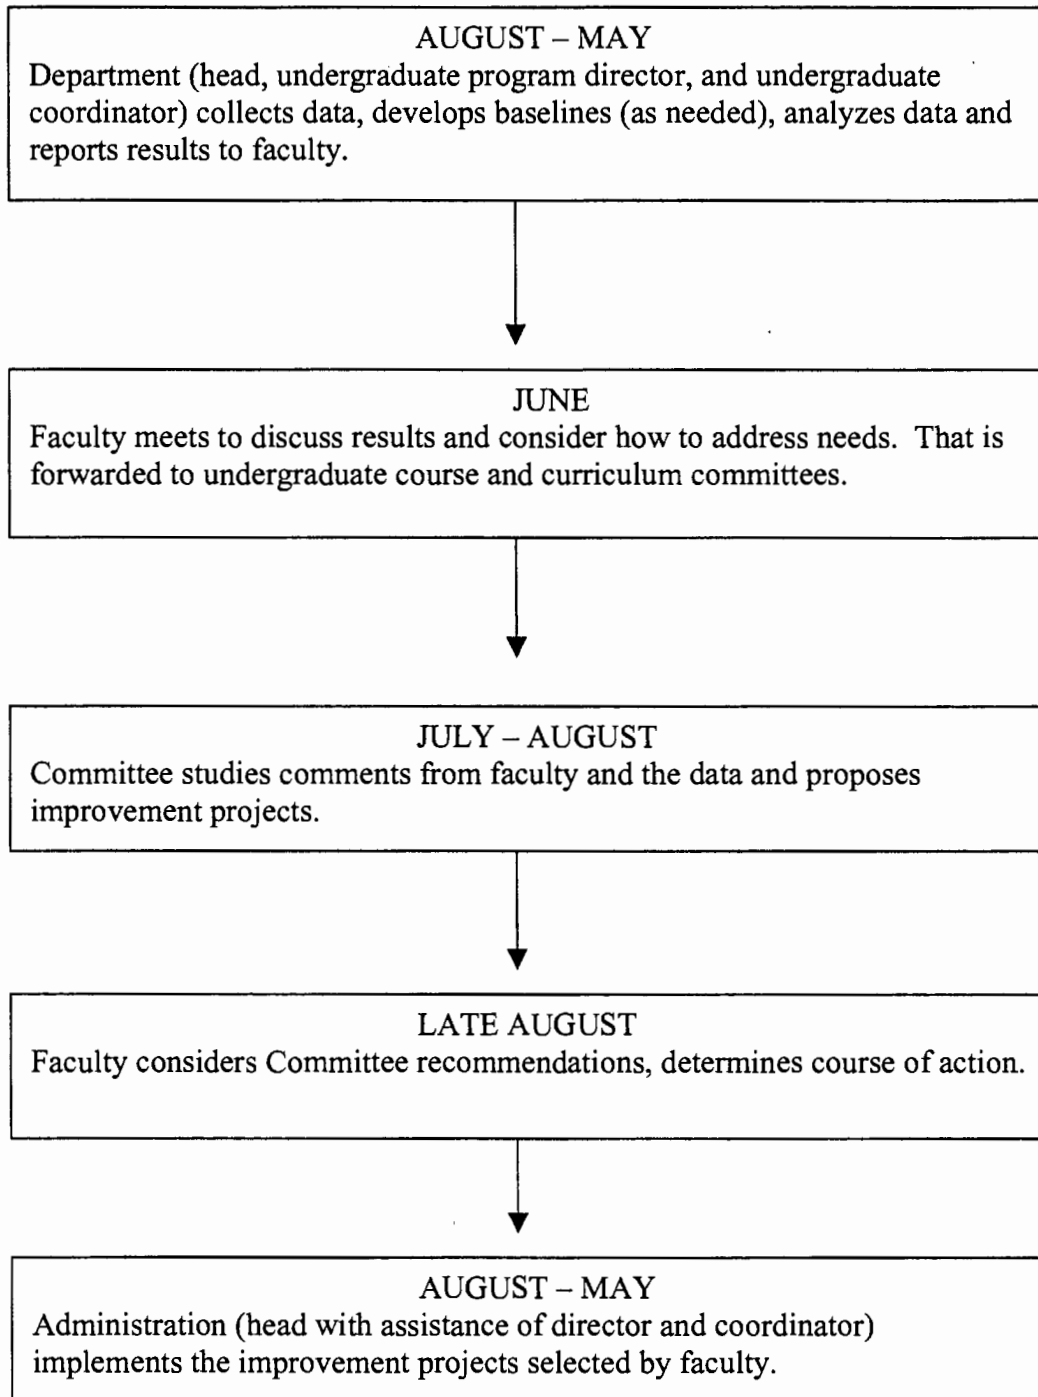 AUGUST – MAY
Department (head, undergraduate program director, and undergraduate
coordinator) collects data, develops baselines (as needed), analyzes data and
reports results to faculty.
JUNE
Faculty meets to discuss results and consider how to address needs.  That is
forwarded to undergraduate course and curriculum committees.
JULY – AUGUST
Committee studies comments from faculty and the data and proposes
improvement projects.
LATE AUGUST
Faculty considers Committee recommendations, determines course of action.
AUGUST – MAY
Administration (head with assistance of director and coordinator)
implements the improvement projects selected by faculty.